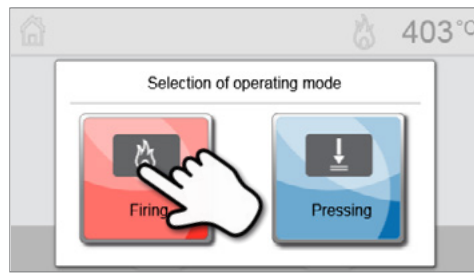 403 °C
Selection of operating mode
Firing
Pressing